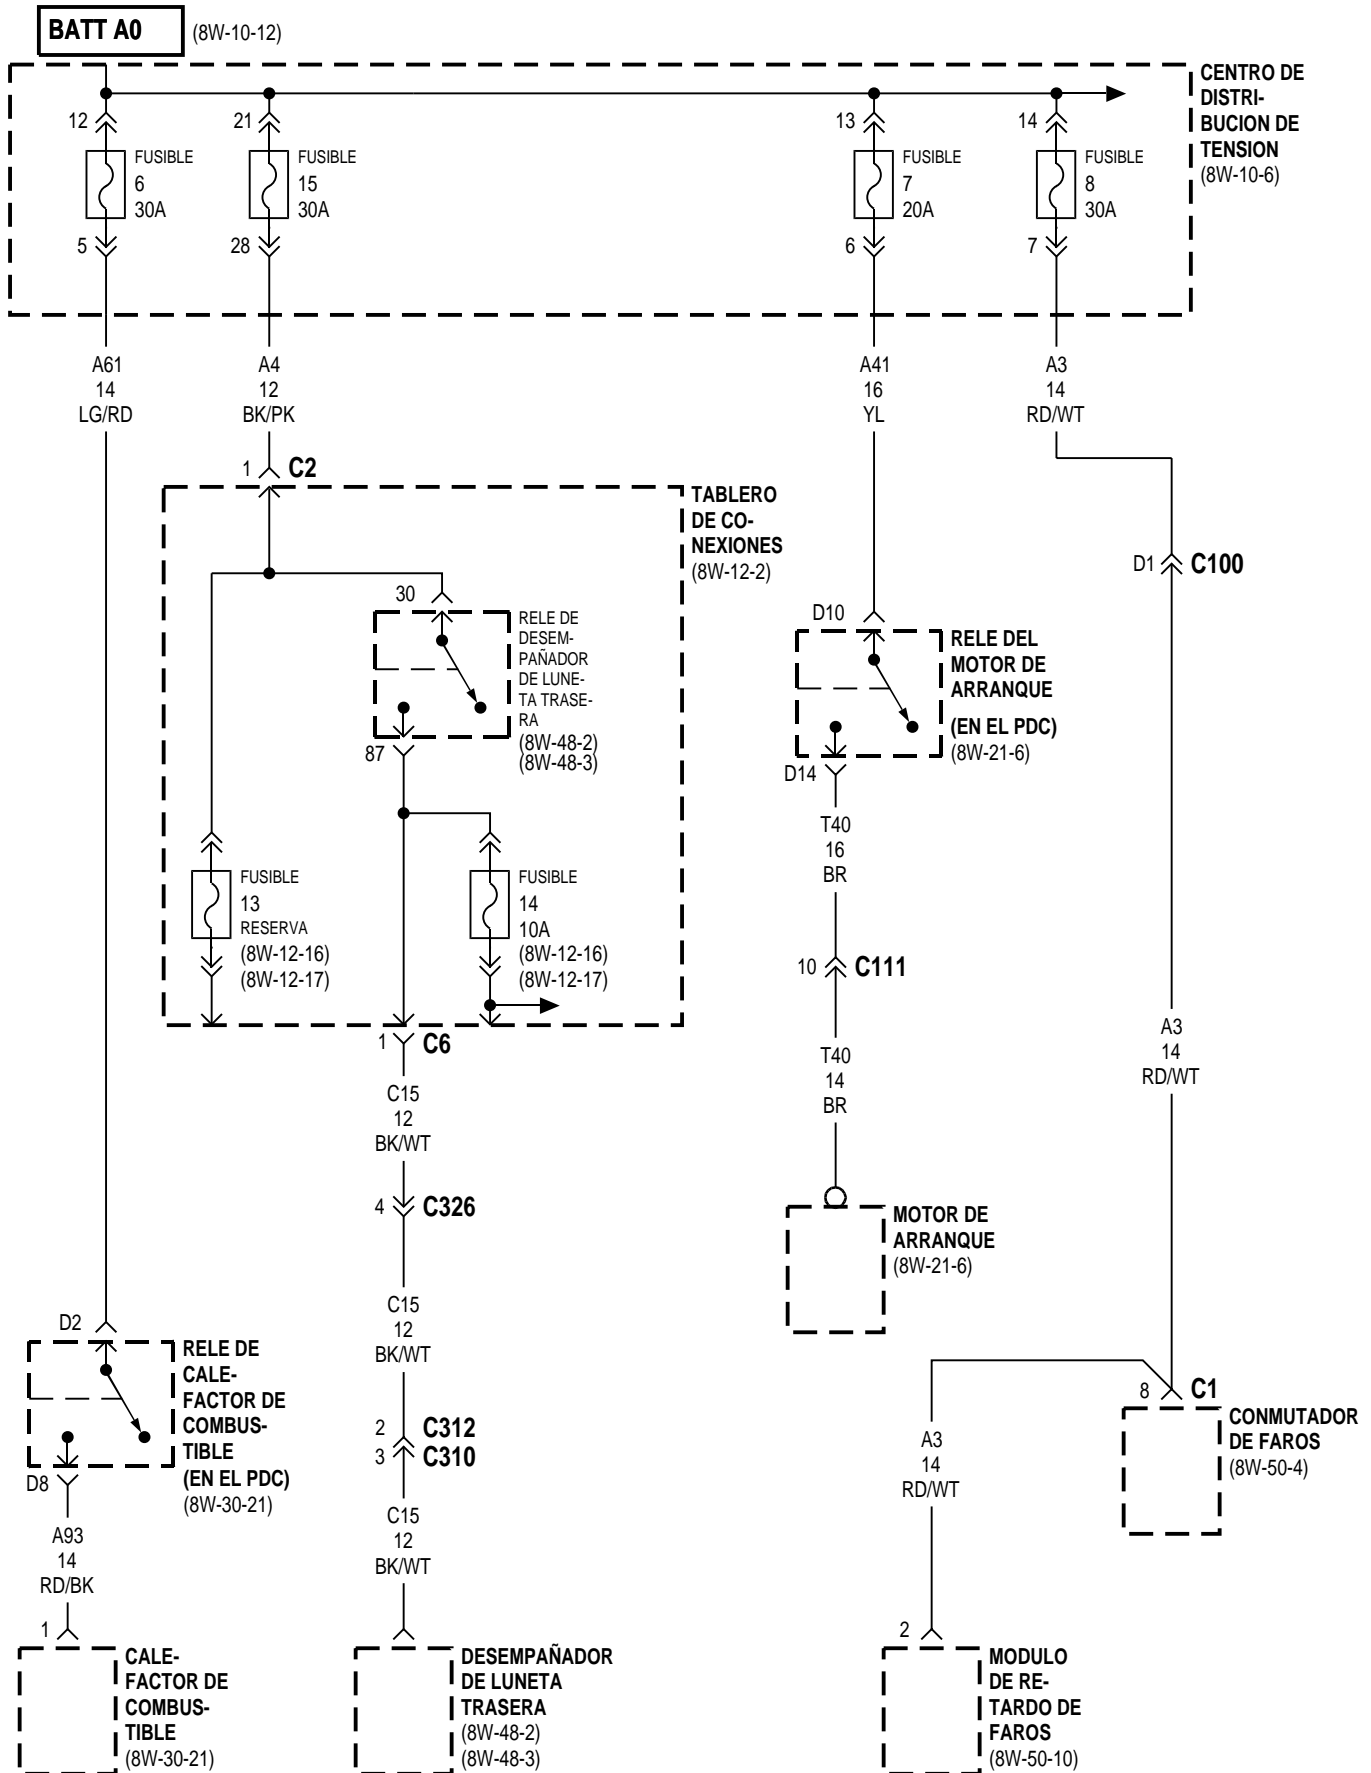 BATT A0 (8W-10-12)
CENTRO DE
DISTRI-
BUCION DE
TENSION
(8W-10-6)
12
FUSIBLE
6
30A
5
21
FUSIBLE
15
30A
28
13
FUSIBLE
7
20A
6
14
FUSIBLE
8
30A
7
A61
14
LG/RD
A4
12
BK/PK
A41
16
YL
A3
14
RD/WT
1 C2
TABLERO
DE CO-
NEXIONES
(8W-12-2)
30
RELE DE
DESEM-
PAÑADOR
DE LUNE-
TA TRASE-
RA
(8W-48-2)
(8W-48-3)
87
FUSIBLE
13
RESERVA
(8W-12-16)
(8W-12-17)
FUSIBLE
14
10A
(8W-12-16)
(8W-12-17)
1 C6
C15
12
BK/WT
4 C326
C15
12
BK/WT
2 C312
3 C310
C15
12
BK/WT
DESEMPAÑADOR
DE LUNETA
TRASERA
(8W-48-2)
(8W-48-3)
D1 C100
D10
RELE DEL
MOTOR DE
ARRANQUE
(EN EL PDC)
(8W-21-6)
D14
T40
16
BR
10 C111
T40
14
BR
MOTOR DE
ARRANQUE
(8W-21-6)
A3
14
RD/WT
8 C1
CONMUTADOR
DE FAROS
(8W-50-4)
A3
14
RD/WT
2
MODULO
DE RE-
TARDO DE
FAROS
(8W-50-10)
D2
RELE DE
CALE-
FACTOR DE
COMBUS-
TIBLE
(EN EL PDC)
(8W-30-21)
D8
A93
14
RD/BK
1
CALE-
FACTOR DE
COMBUS-
TIBLE
(8W-30-21)